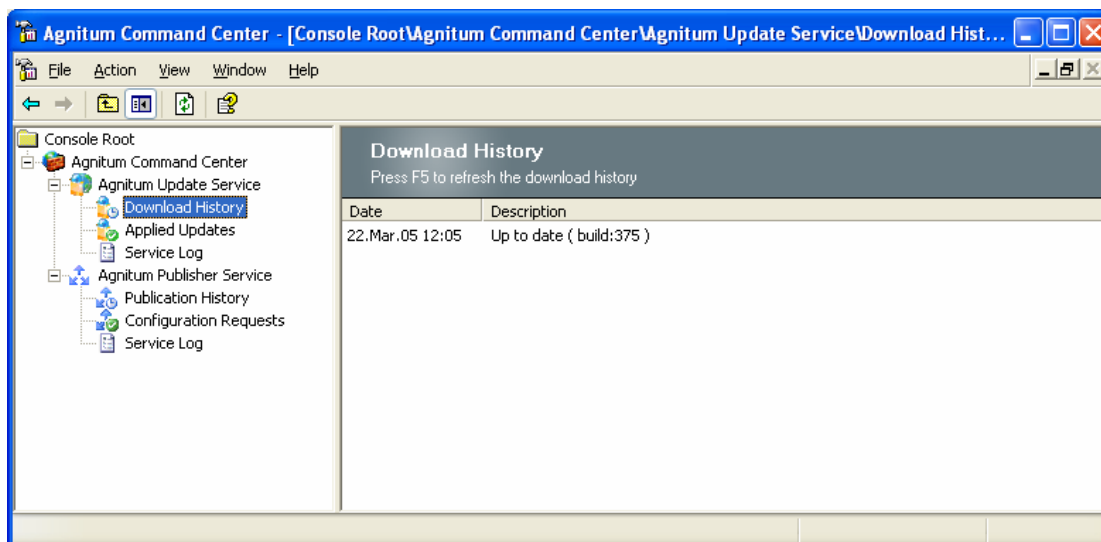 Agnitum Command Center - [Console Root\Agnitum Command Center\Agnitum Update Service\Download Hist...
File Action View Window Help
Console Root
Agnitum Command Center
Agnitum Update Service
Download History
Applied Updates
Service Log
Agnitum Publisher Service
Publication History
Configuration Requests
Service Log
Download History
Press F5 to refresh the download history
Date Description
22.Mar.05 12:05 Up to date ( build:375 )